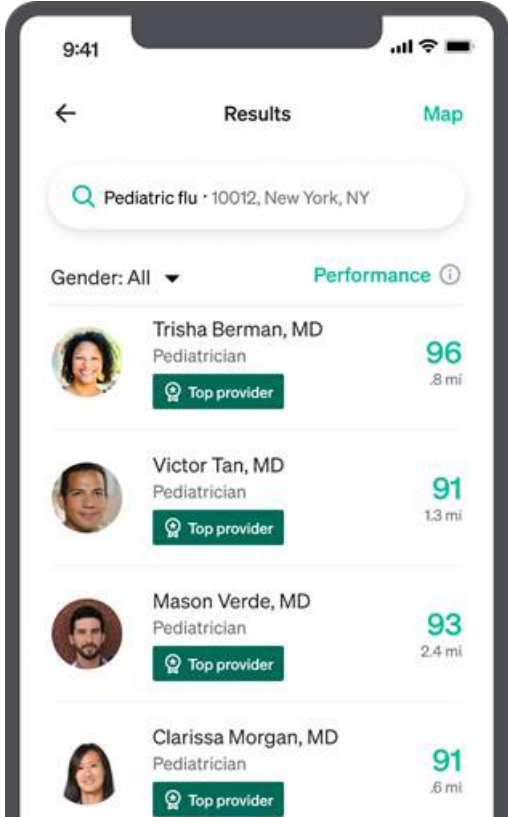 9:41
Results
Map
Pediatric flu · 10012, New York, NY
Gender: All
Performance
Trisha Berman, MD
Pediatrician
96
.8 mi
Top provider
Victor Tan, MD
Pediatrician
91
1.3 mi
Top provider
Mason Verde, MD
Pediatrician
93
2.4 mi
Top provider
Clarissa Morgan, MD
Pediatrician
91
.6 mi
Top provider